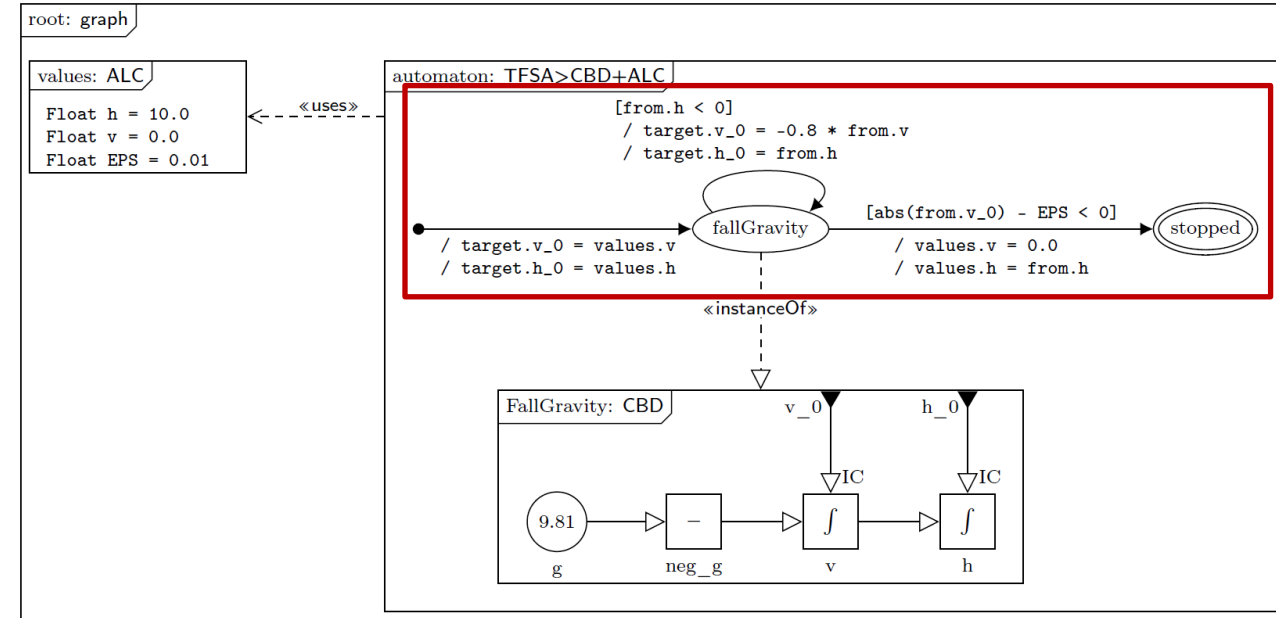 root: graph
values: ALC
Float h = 10.0
Float v = 0.0
Float EPS = 0.01
«uses»
automaton: TFSA>CBD+ALC
[from.h < 0]
/ target.v_0 = -0.8 * from.v
/ target.h_0 = from.h
fallGravity
/ target.v_0 = values.v
/ target.h_0 = values.h
[abs(from.v_0) - EPS < 0]
/ values.v = 0.0
/ values.h = from.h
stopped
«instanceOf»
FallGravity: CBD
v_0
h_0
IC
IC
9.81
−
∫
∫
g
neg_g
v
h